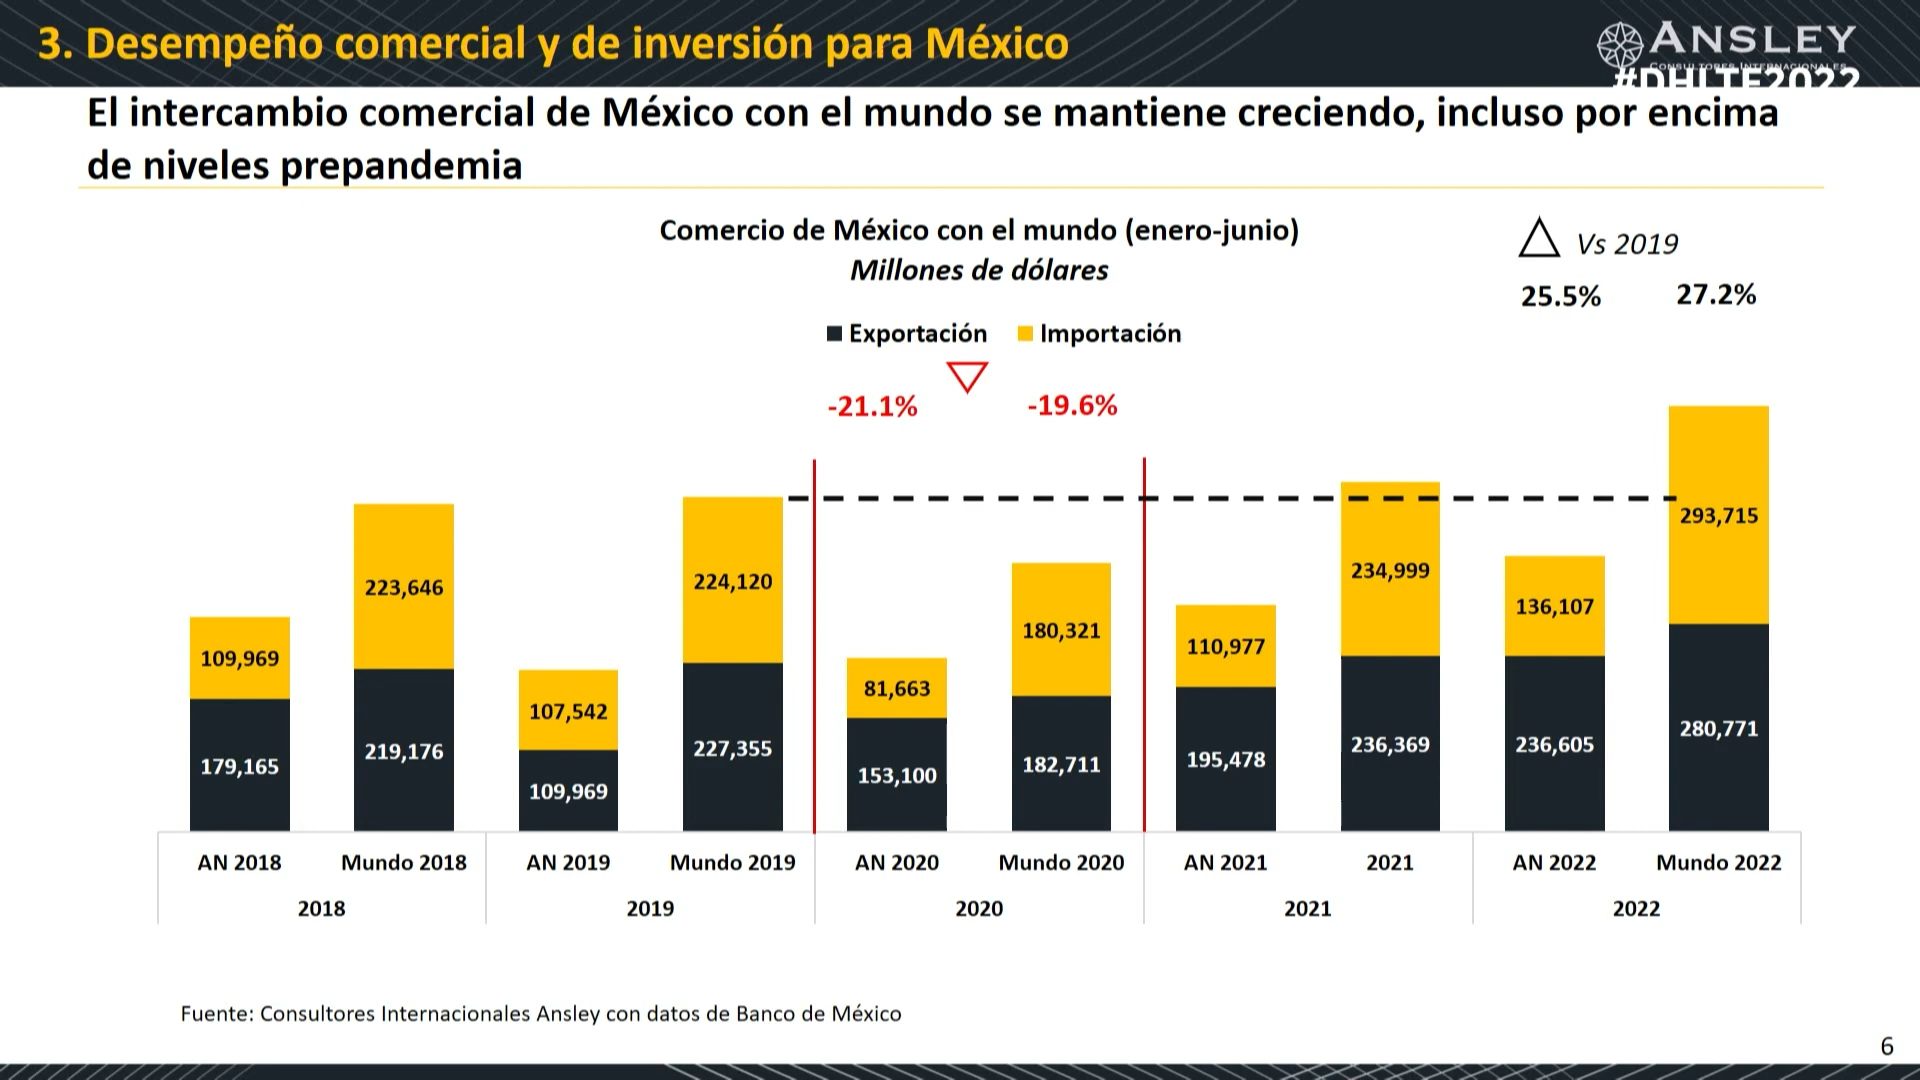 3. Desempeño comercial y de inversión para México
ANSLEY
CONSULTORES INTERNACIONALES
#DHLTF2022
El intercambio comercial de México con el mundo se mantiene creciendo, incluso por encima
de niveles prepandemia
Comercio de México con el mundo (enero-junio)
Millones de dólares
Vs 2019
25.5% 27.2%
Exportación Importación
-21.1% -19.6%
109,969 223,646 107,542 224,120 81,663 180,321 110,977 234,999 136,107 293,715
179,165 219,176 109,969 227,355 153,100 182,711 195,478 236,369 236,605 280,771
AN 2018 Mundo 2018 AN 2019 Mundo 2019 AN 2020 Mundo 2020 AN 2021 2021 AN 2022 Mundo 2022
2018 2019 2020 2021 2022
Fuente: Consultores Internacionales Ansley con datos de Banco de México
6